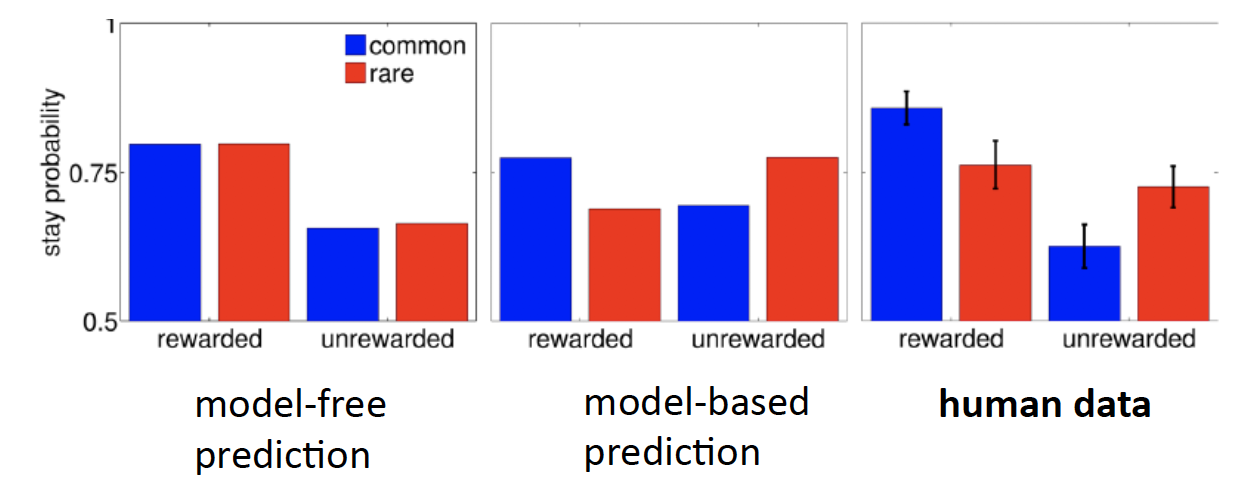 1
common
rare
stay probability
0.75
0.5
rewarded
unrewarded
rewarded
unrewarded
rewarded
unrewarded
model-free
prediction
model-based
prediction
human data